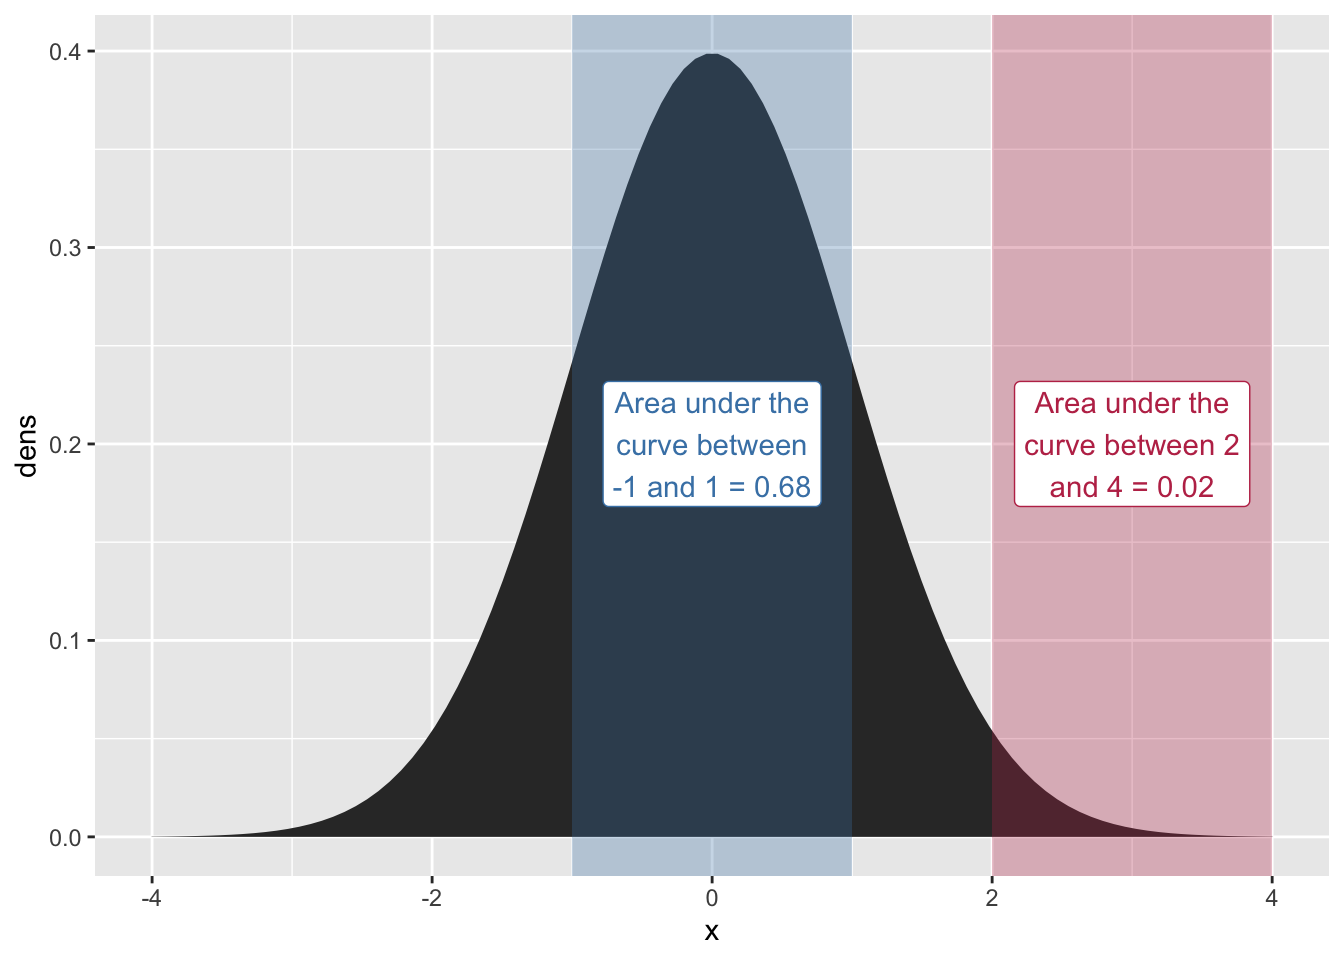 0.4
0.3
0.2
0.1
0.0
dens
Area under the
curve between
-1 and 1 = 0.68
Area under the
curve between 2
and 4 = 0.02
-4
-2
0
2
4
x